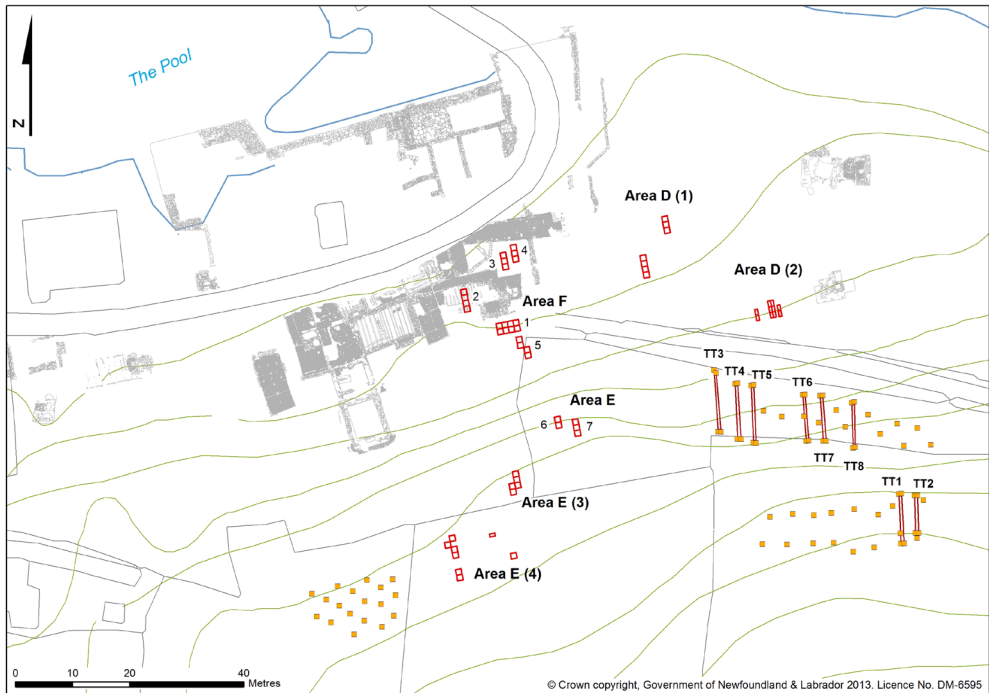 The Pool
N
Area D (1)
4
3
Area D (2)
2
Area F
1
5
TT3
TT4
TT5
TT6
Area E
6
7
TT7
TT8
TT1
TT2
Area E (3)
Area E (4)
0 10 20 40
Metres
© Crown copyright, Government of Newfoundland & Labrador 2013. Licence No. DM-6595